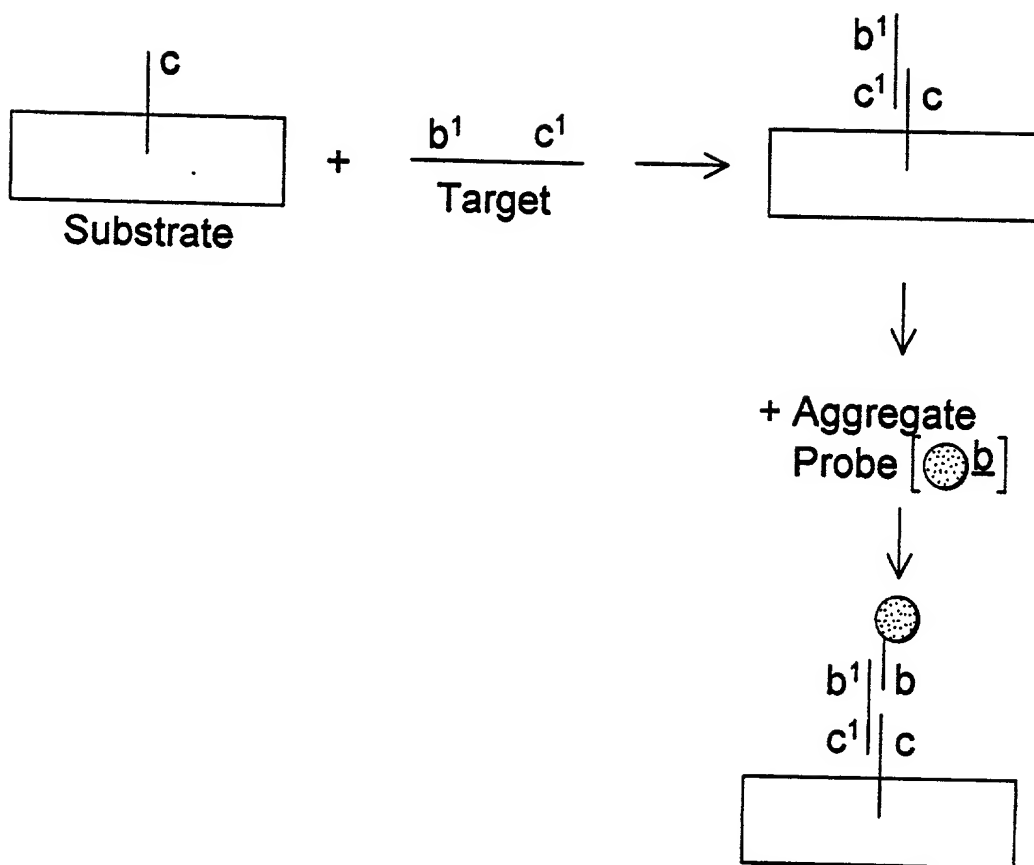 c
Substrate
+
b¹ c¹
Target
b¹
c¹ c
+ Aggregate
Probe [b]
b¹ b
c¹ c